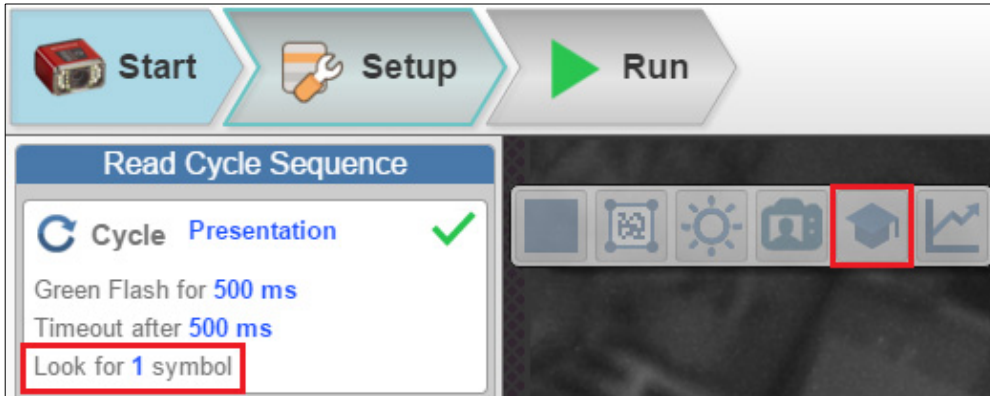 Start
Setup
Run
Read Cycle Sequence
Cycle Presentation
Green Flash for 500 ms
Timeout after 500 ms
Look for 1 symbol